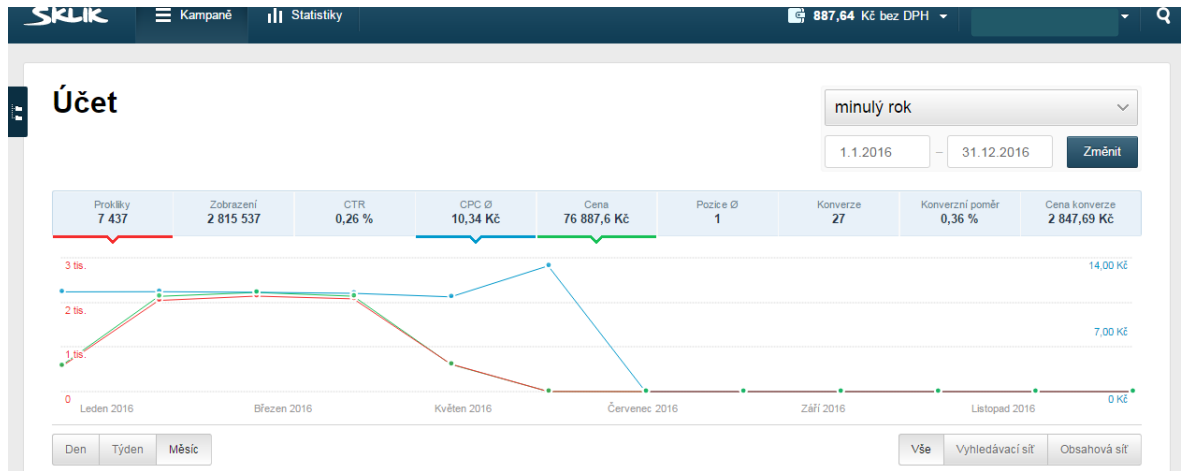 SKLIK Kampaně Statistiky 887,64 Kč bez DPH
Účet
minulý rok
1.1.2016 – 31.12.2016 Změnit
Prokliky Zobrazení CTR CPC Ø Cena Pozice Ø Konverze Konverzní poměr Cena konverze
7 437 2 815 537 0,26 % 10,34 Kč 76 887,6 Kč 1 27 0,36 % 2 847,69 Kč
3 tis. 14,00 Kč
2 tis.
7,00 Kč
1 tis.
0 0 Kč
Leden 2016 Březen 2016 Květen 2016 Červenec 2016 Září 2016 Listopad 2016
Den Týden Měsíc Vše Vyhledávací síť Obsahová síť